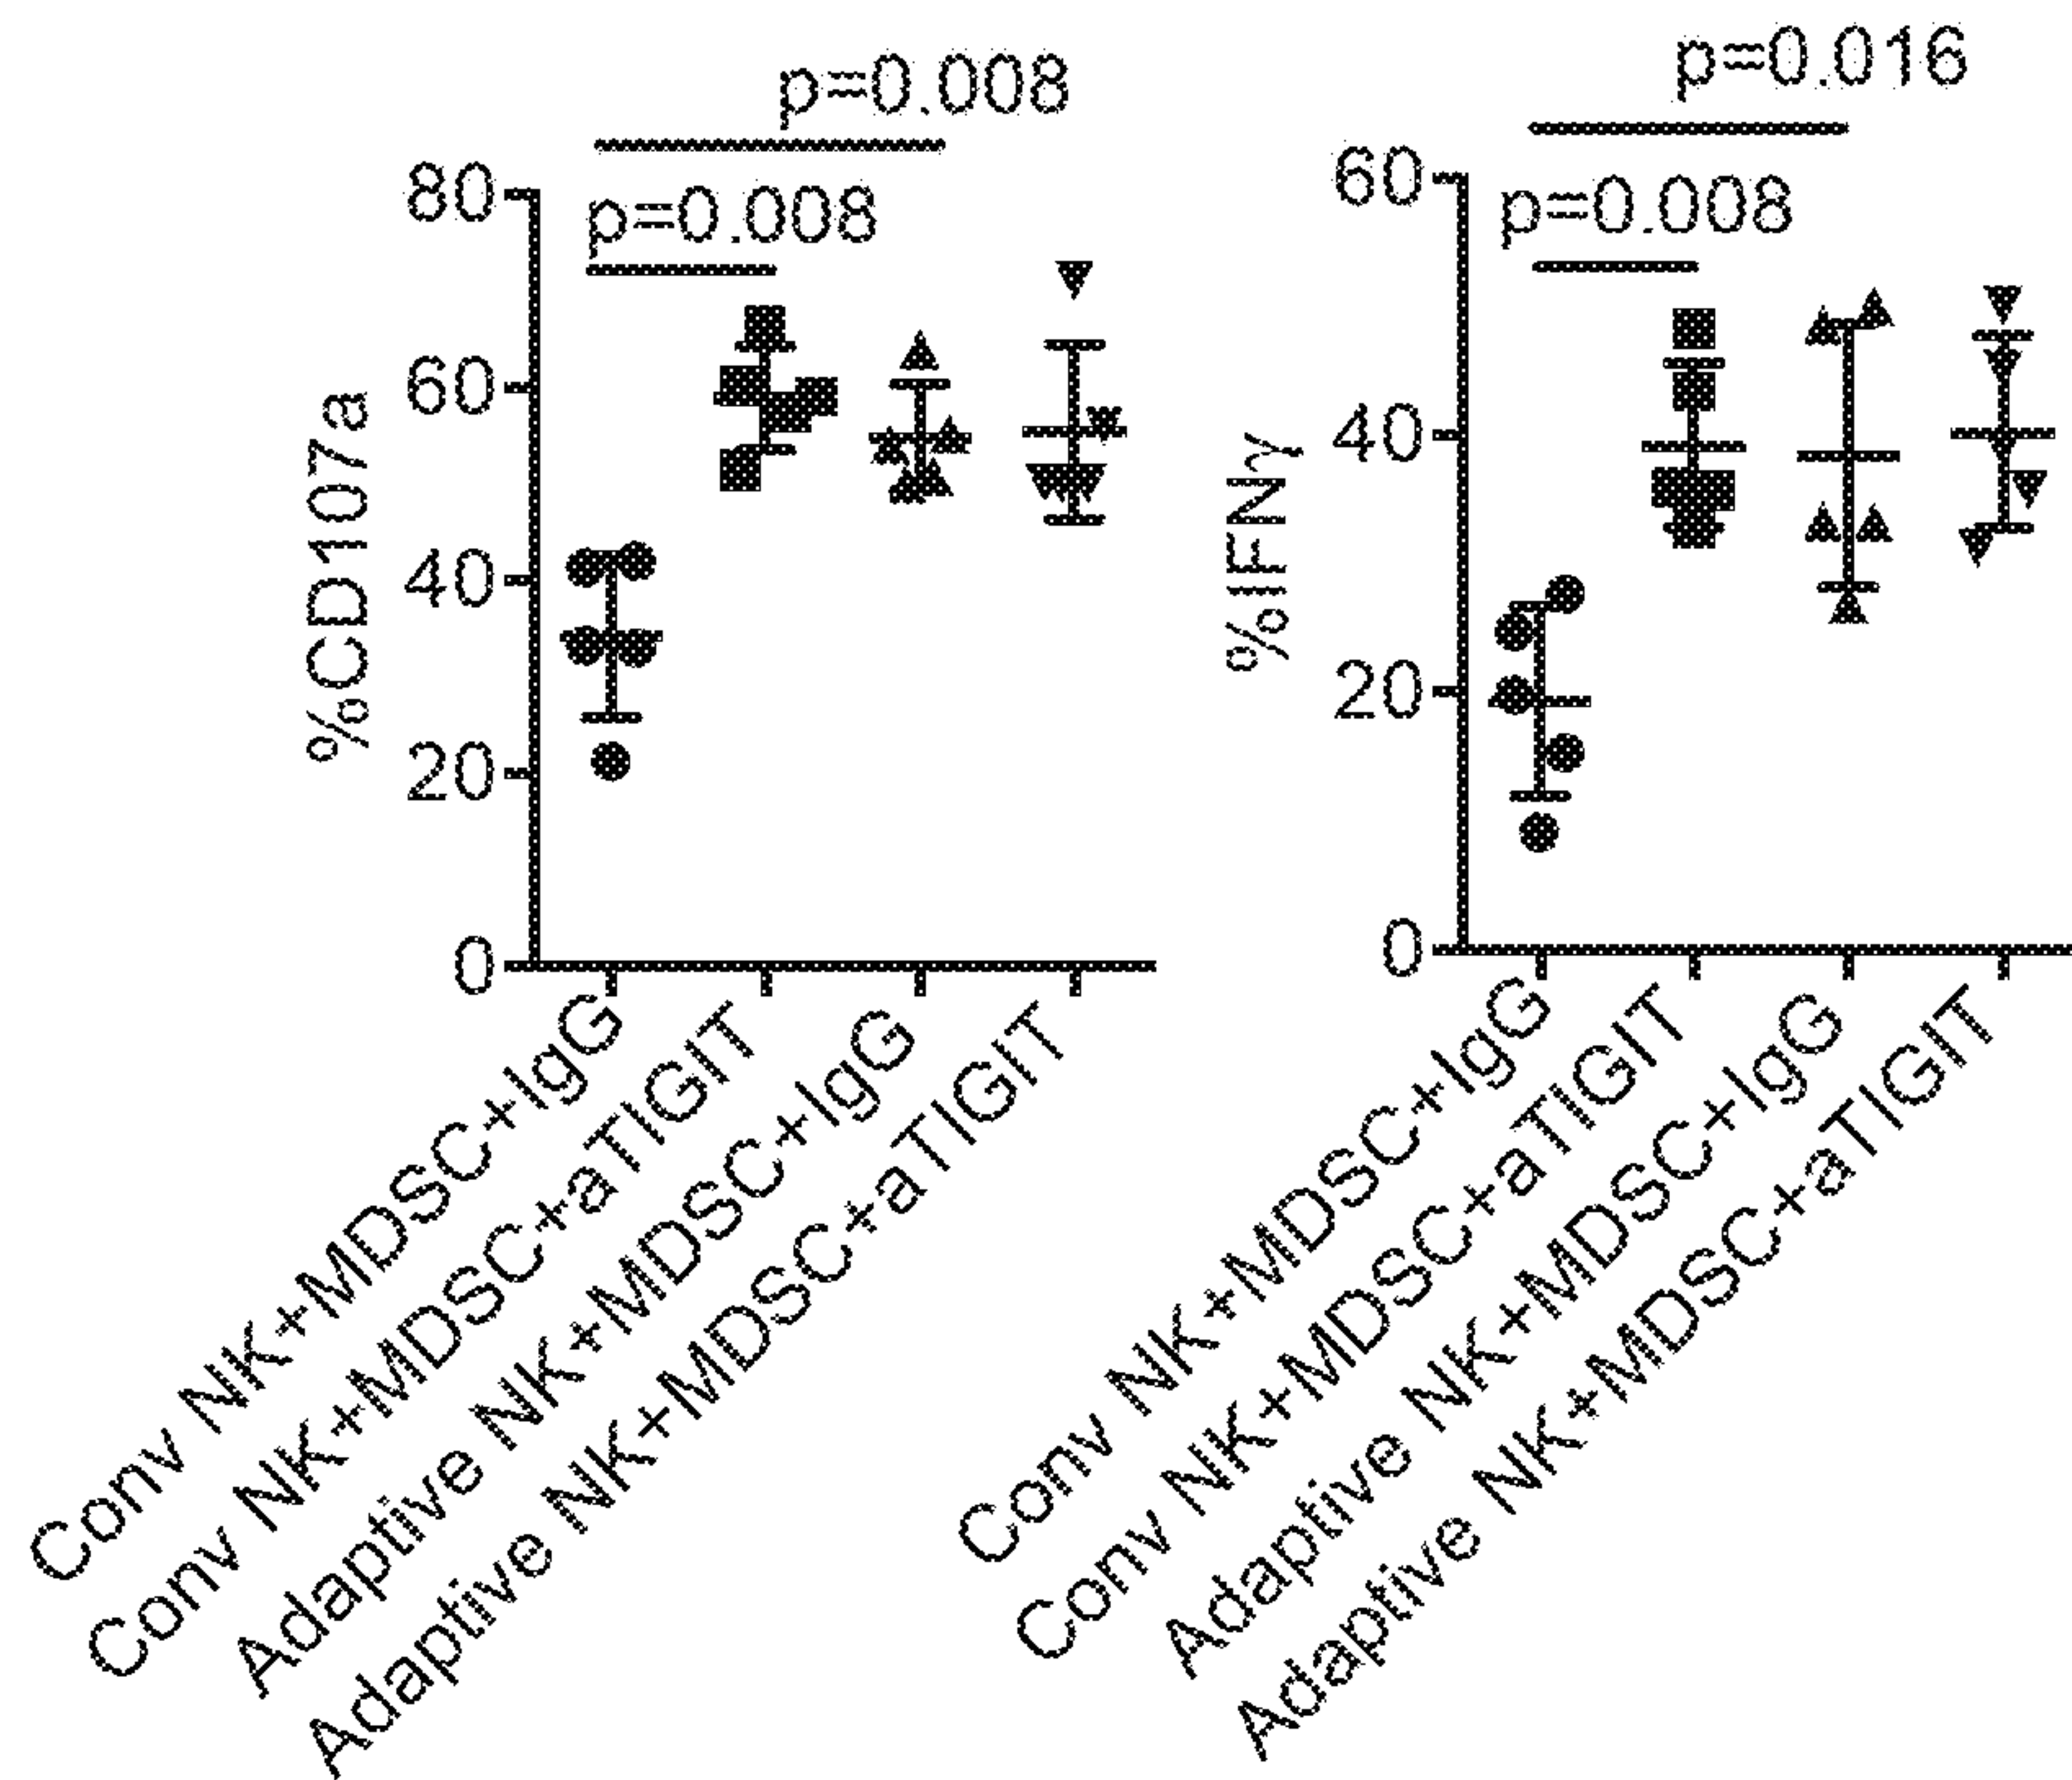 p=0.008
p=0.008
80
60
40
20
0
%CD107a
Conv NK+MDSC+IgG
Conv NK+MDSC+aTIGIT
Adaptive NK+MDSC+IgG
Adaptive NK+MDSC+aTIGIT
p=0.016
p=0.008
60
40
20
0
%IFNγ
Conv NK+MDSC+IgG
Conv NK+MDSC+aTIGIT
Adaptive NK+MDSC+IgG
Adaptive NK+MDSC+aTIGIT